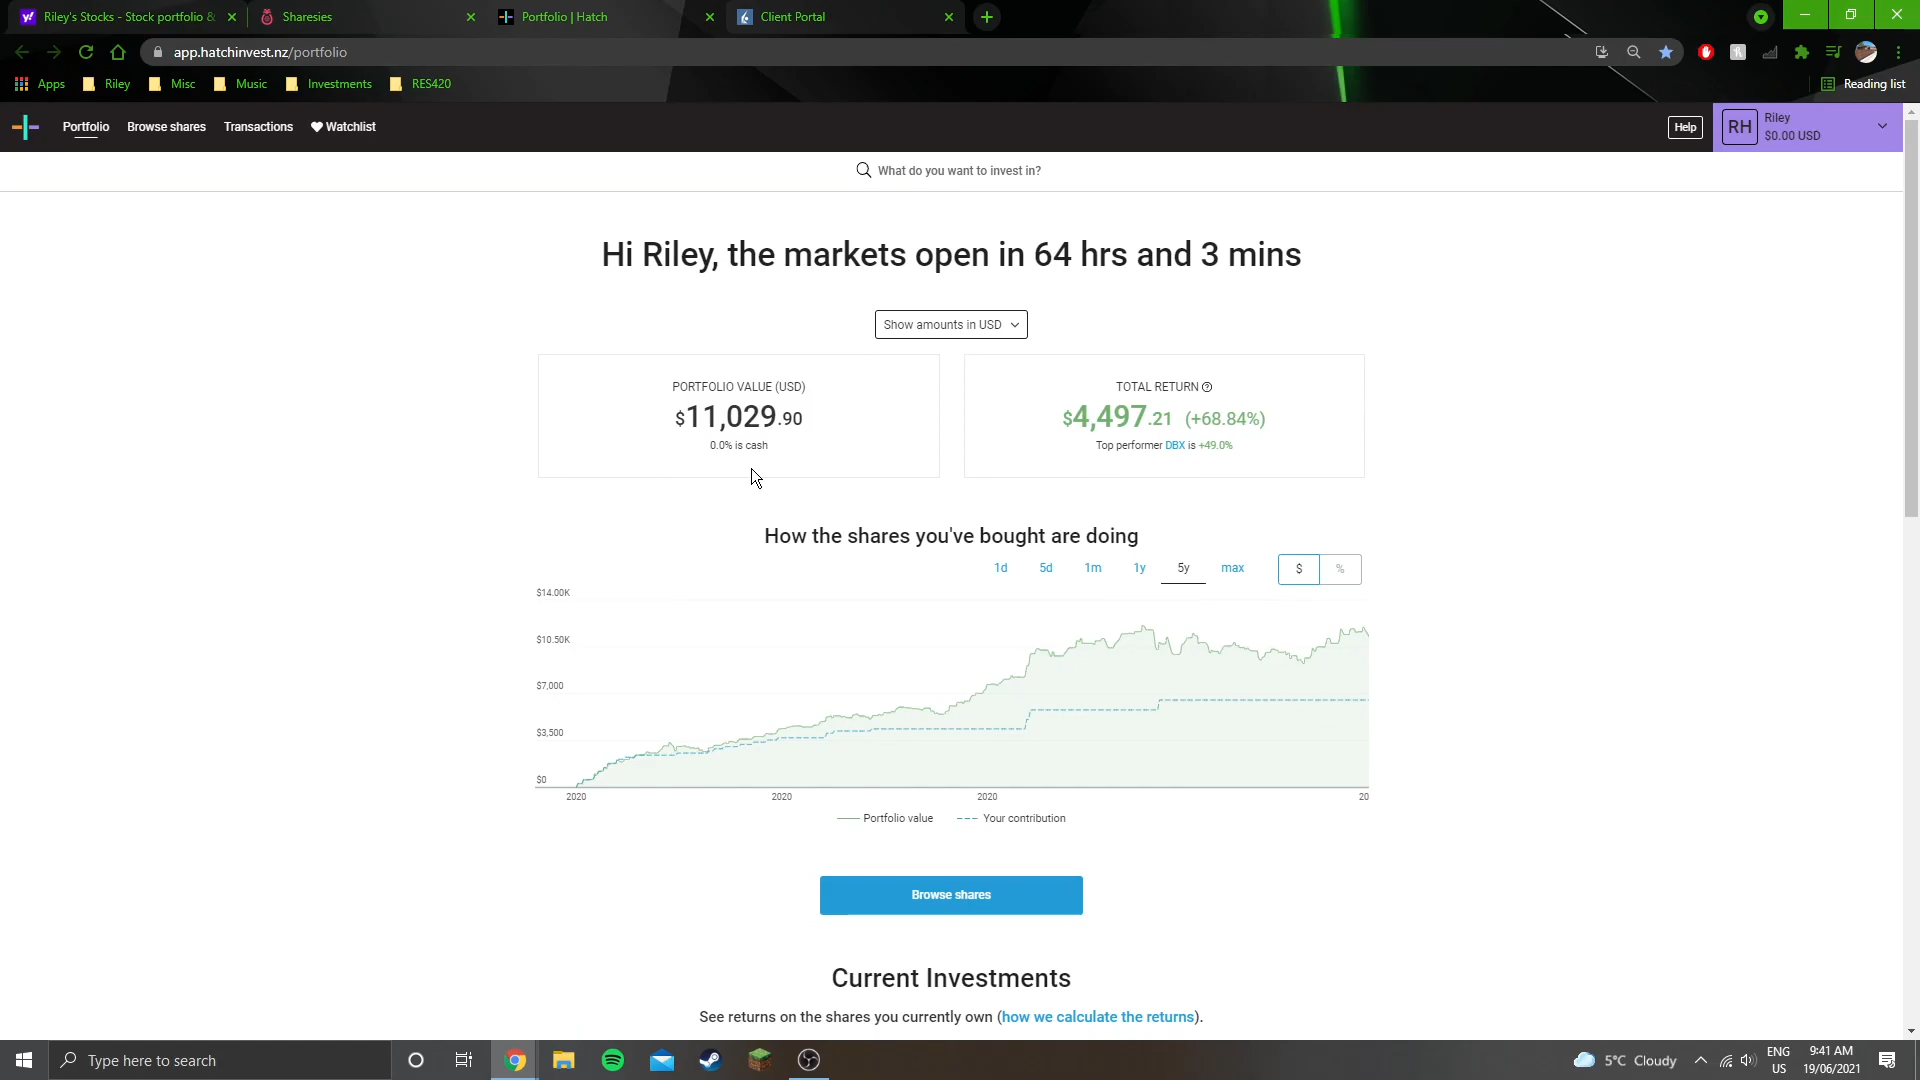 Riley's Stocks - Stock portfolio &
Sharesies
Portfolio | Hatch
Client Portal
app.hatchinvest.nz/portfolio
Apps
Riley
Misc
Music
Investments
RES420
Reading list
Portfolio
Browse shares
Transactions
Watchlist
Help
RH
Riley
$0.00 USD
What do you want to invest in?
Hi Riley, the markets open in 64 hrs and 3 mins
Show amounts in USD
PORTFOLIO VALUE (USD)
$11,029.90
0.0% is cash
TOTAL RETURN
$4,497.21 (+68.84%)
Top performer DBX is +49.0%
How the shares you've bought are doing
1d
5d
1m
1y
5y
max
$
%
$14.00K
$10.50K
$7,000
$3,500
$0
2020
2020
2020
20
Portfolio value
Your contribution
Browse shares
Current Investments
See returns on the shares you currently own (how we calculate the returns).
Type here to search
5°C Cloudy
ENG
US
9:41 AM
19/06/2021